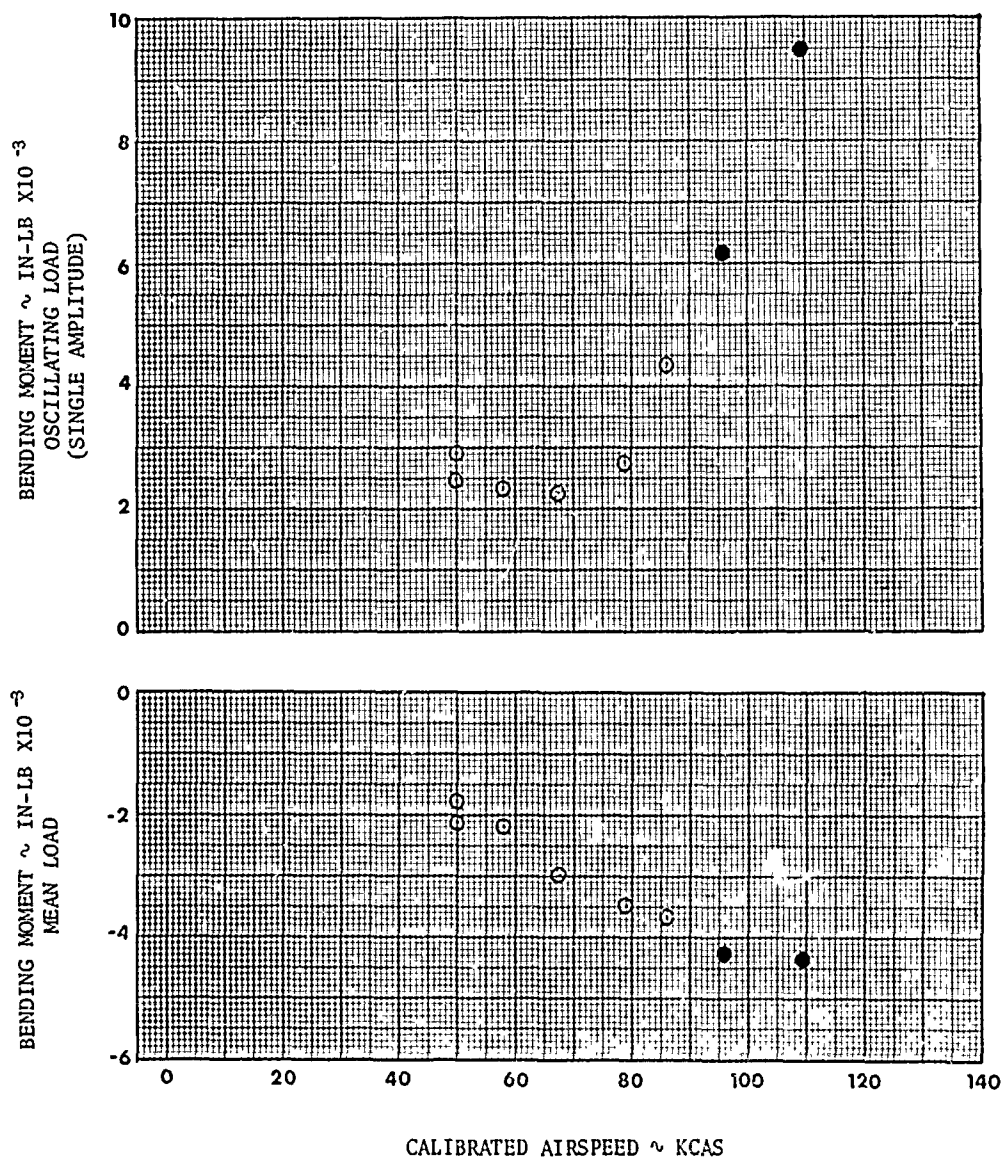 10
8
6
4
2
0
BENDING MOMENT ~ IN-LB X10 -3
OSCILLATING LOAD
(SINGLE AMPLITUDE)
0
-2
-4
-6
BENDING MOMENT ~ IN-LB X10 -3
MEAN LOAD
0 20 40 60 80 100 120 140
CALIBRATED AIRSPEED ~ KCAS